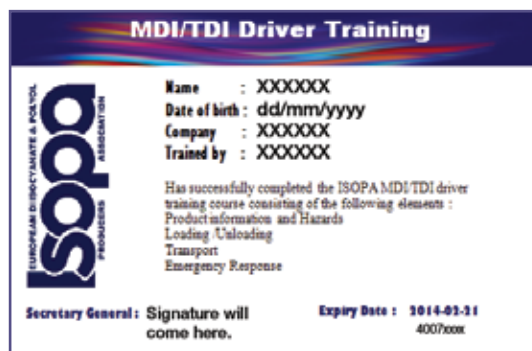 MDI/TDI Driver Training
EUROPEAN DIISOCYANATE & POLYOL
isopa
PRODUCERS ASSOCIATION
Name : XXXXXX
Date of birth : dd/mm/yyyy
Company : XXXXXX
Trained by : XXXXXX
Has successfully completed the ISOPA MDI/TDI driver
training course consisting of the following elements :
Product information and Hazards
Loading /Unloading
Transport
Emergency Response
Secretary General : Signature will
come here.
Expiry Date : 2014-02-21
4007xxxx